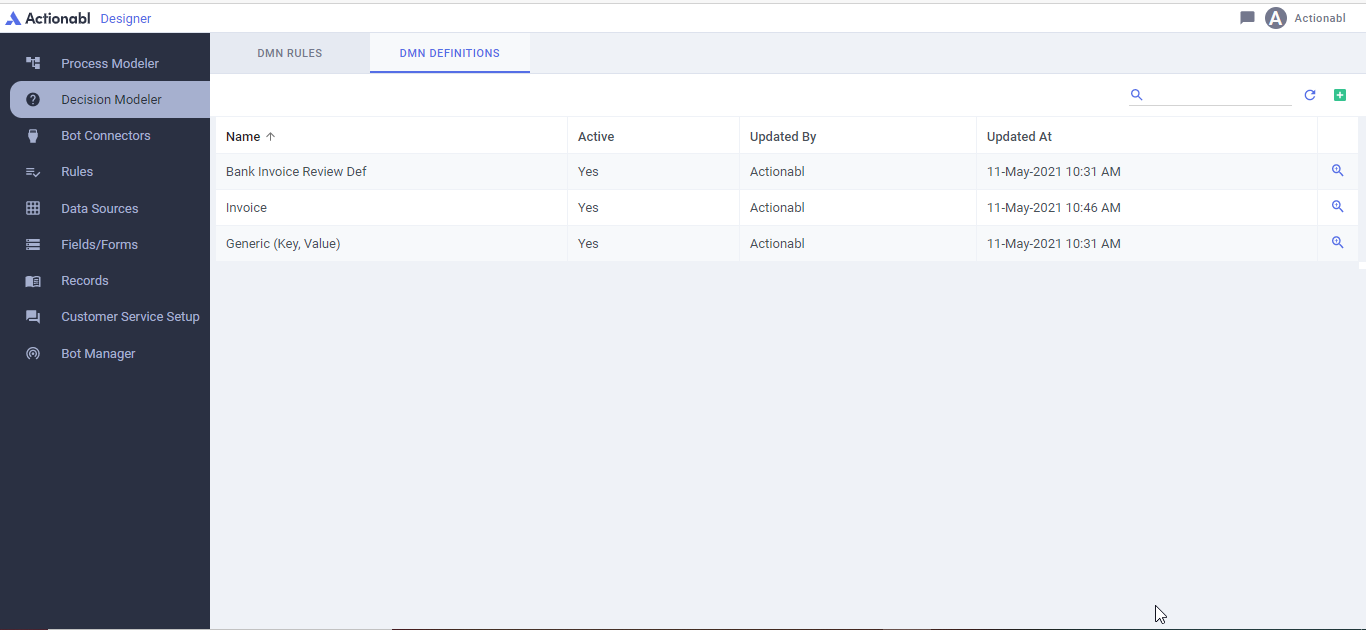 Actionabl Designer
A Actionabl
Process Modeler
Decision Modeler
Bot Connectors
Rules
Data Sources
Fields/Forms
Records
Customer Service Setup
Bot Manager
DMN RULES DMN DEFINITIONS
Name Active Updated By Updated At
Bank Invoice Review Def Yes Actionabl 11-May-2021 10:31 AM
Invoice Yes Actionabl 11-May-2021 10:46 AM
Generic (Key, Value) Yes Actionabl 11-May-2021 10:31 AM